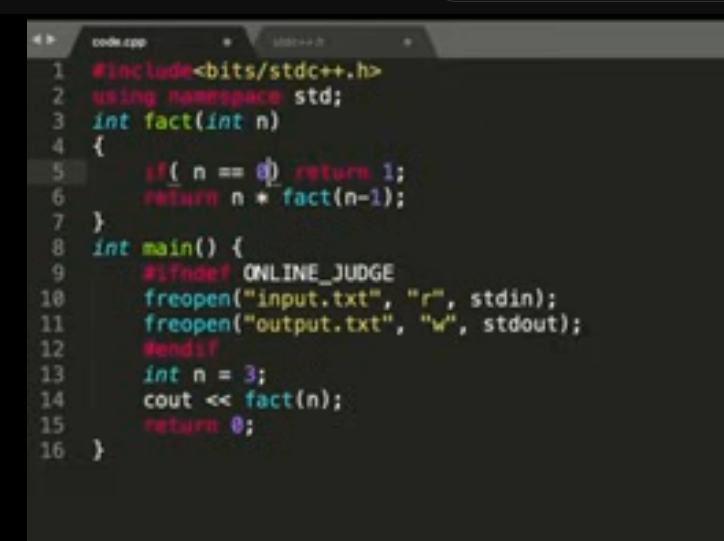 code.cpp
stdc++.h
1 #include<bits/stdc++.h>
2 using namespace std;
3 int fact(int n)
4 {
5 if( n == 0) return 1;
6 return n * fact(n-1);
7 }
8 int main() {
9 #ifndef ONLINE_JUDGE
10 freopen("input.txt", "r", stdin);
11 freopen("output.txt", "w", stdout);
12 #endif
13 int n = 3;
14 cout << fact(n);
15 return 0;
16 }